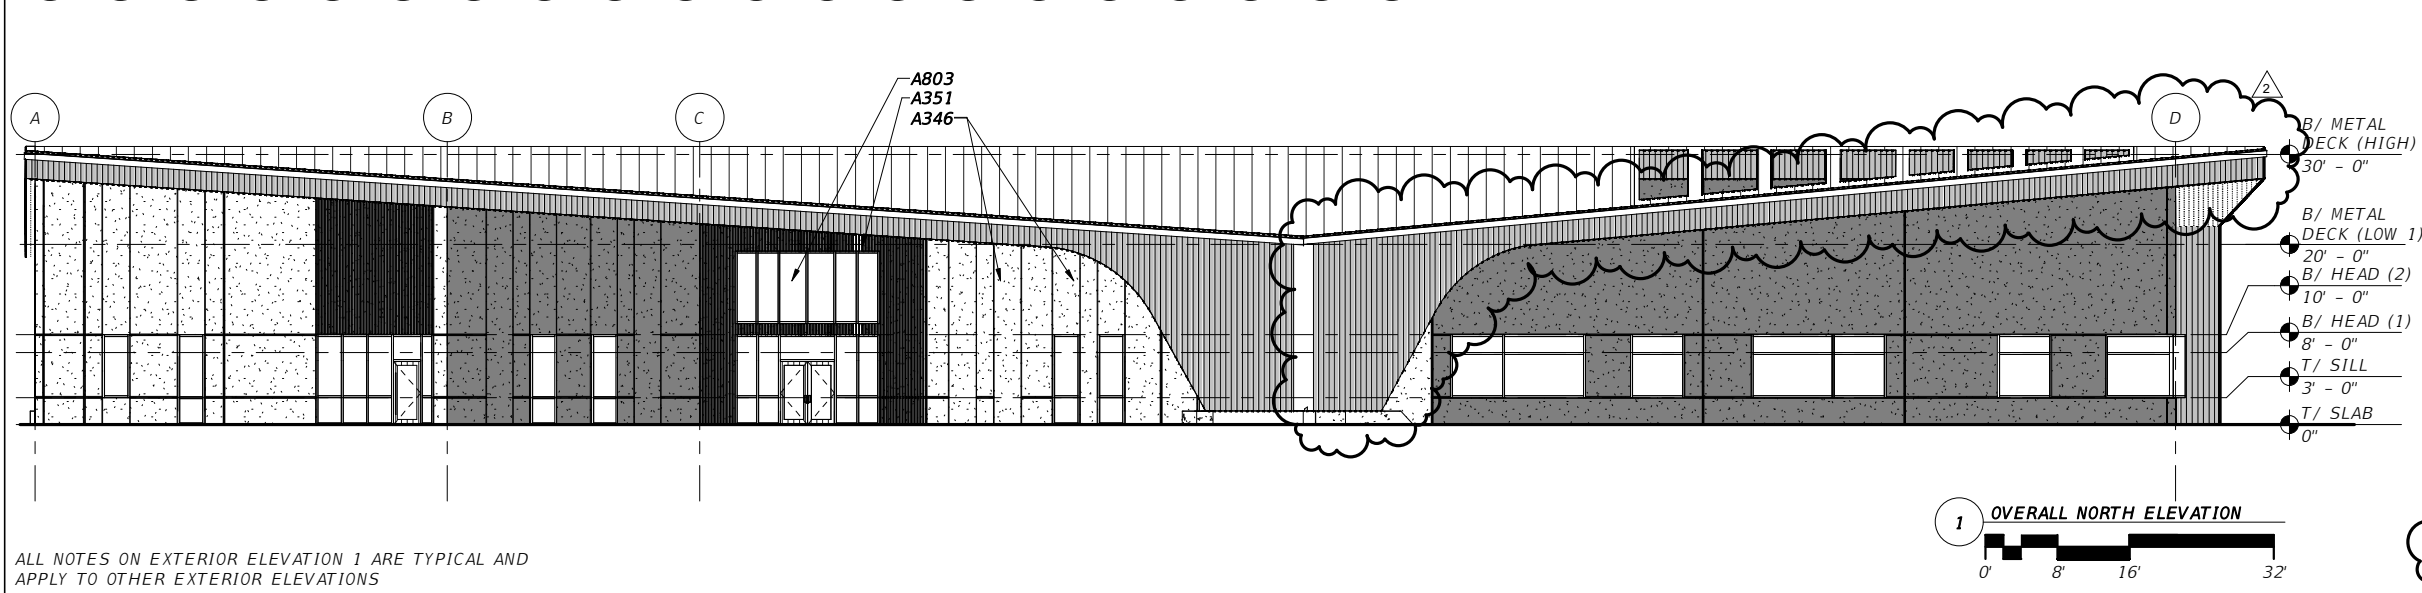 A803
A351
A346
A
B
C
D
2
B/ METAL
DECK (HIGH)
30' - 0"
B/ METAL
DECK (LOW 1)
20' - 0"
B/ HEAD (2)
10' - 0"
B/ HEAD (1)
8' - 0"
T/ SILL
3' - 0"
T/ SLAB
0"
1 OVERALL NORTH ELEVATION
0' 8' 16' 32'
ALL NOTES ON EXTERIOR ELEVATION 1 ARE TYPICAL AND
APPLY TO OTHER EXTERIOR ELEVATIONS